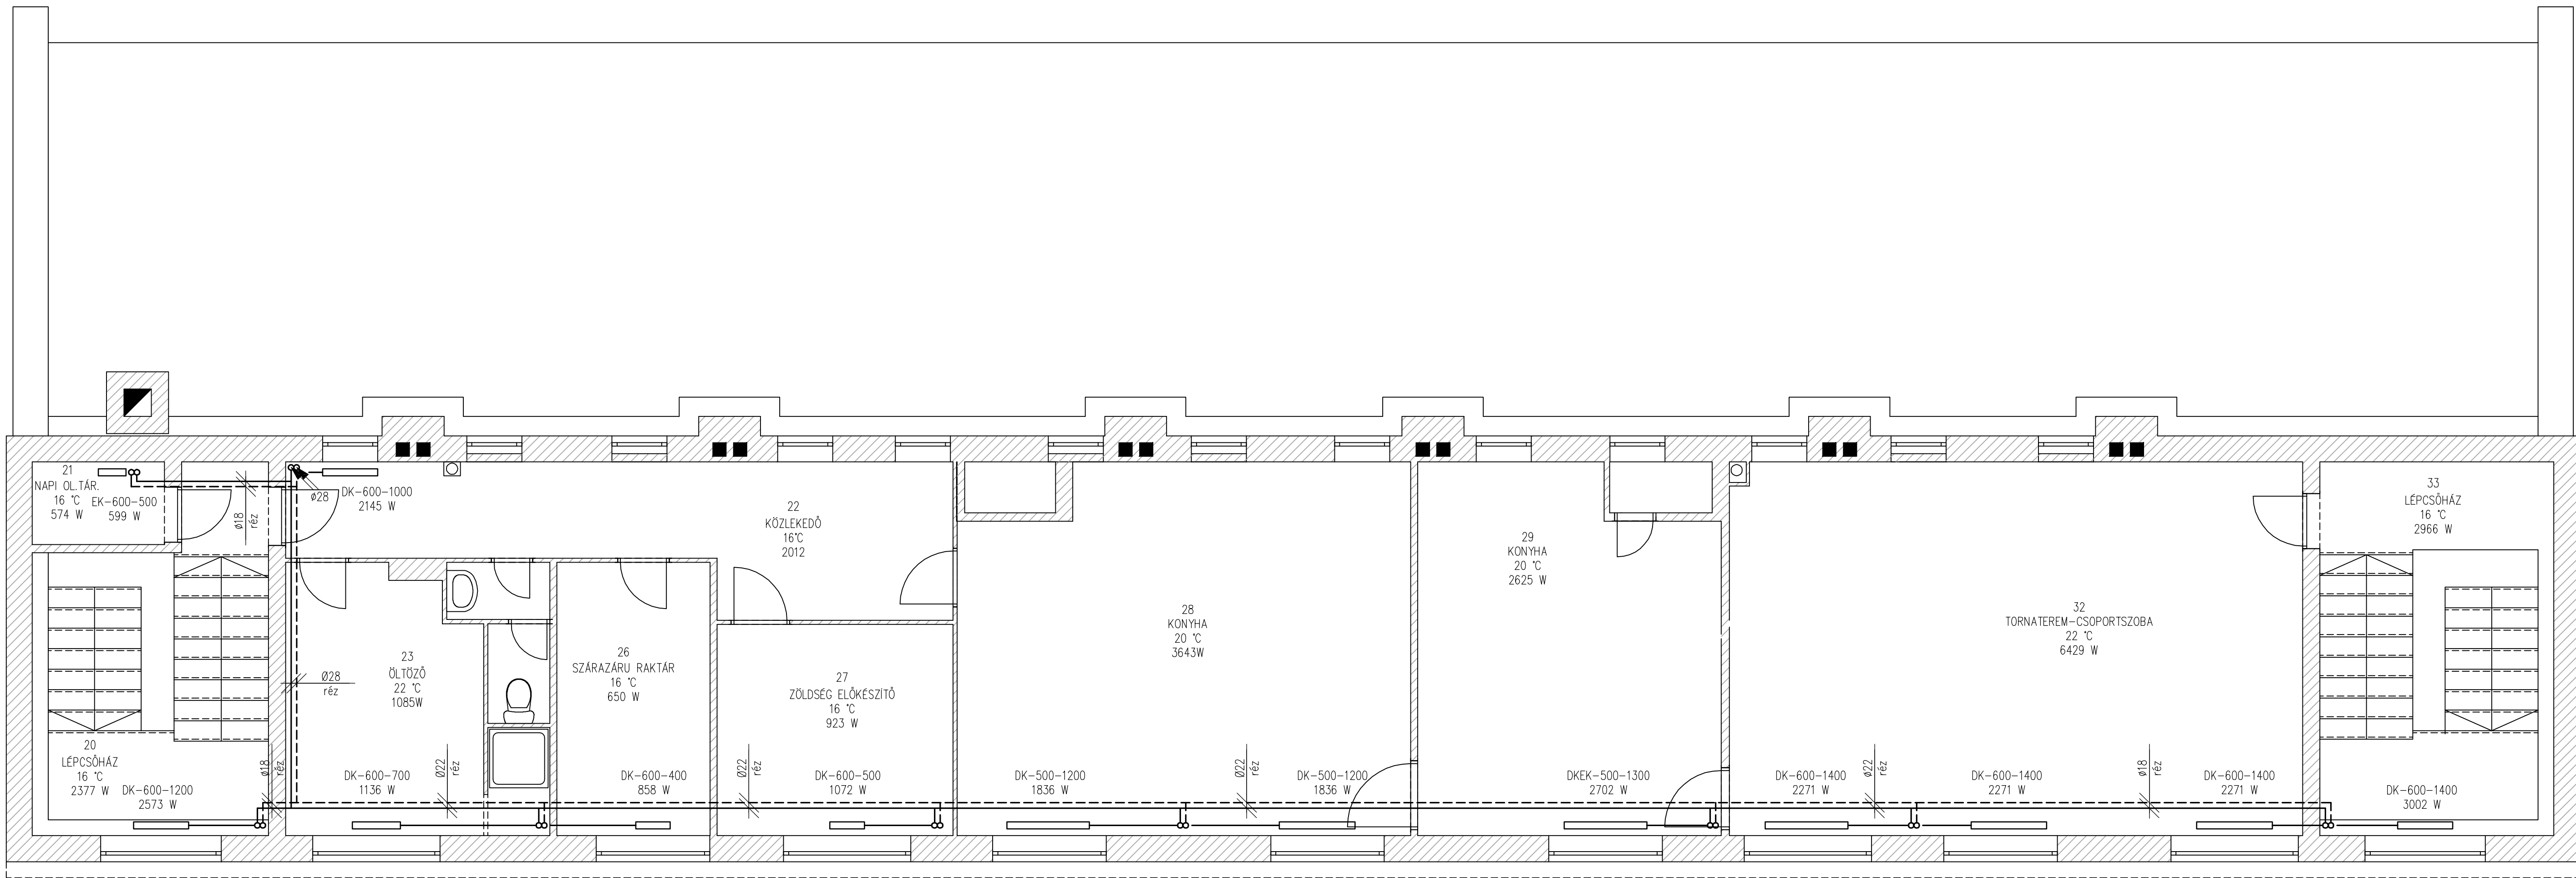 21
NAPI OL.TÁR.
16 °C
574 W
EK-600-500
599 W
ø18
réz
ø28
DK-600-1000
2145 W
22
KÖZLEKEDŐ
16°C
2012
29
KONYHA
20 °C
2625 W
33
LÉPCSŐHÁZ
16 °C
2966 W
28
KONYHA
20 °C
3643W
32
TORNATEREM-CSOPORTSZOBA
22 °C
6429 W
23
ÖLTÖZŐ
22 °C
1085W
26
SZÁRAZÁRU RAKTÁR
16 °C
650 W
27
ZÖLDSÉG ELŐKÉSZÍTŐ
16 °C
923 W
Ø28
réz
20
LÉPCSŐHÁZ
16 °C
2377 W
DK-600-1200
2573 W
ø18
réz
DK-600-700
1136 W
Ø22
réz
DK-600-400
858 W
Ø22
réz
DK-600-500
1072 W
DK-500-1200
1836 W
Ø22
réz
DK-500-1200
1836 W
DKEK-500-1300
2702 W
DK-600-1400
2271 W
ø22
réz
DK-600-1400
2271 W
ø18
réz
DK-600-1400
2271 W
DK-600-1400
3002 W